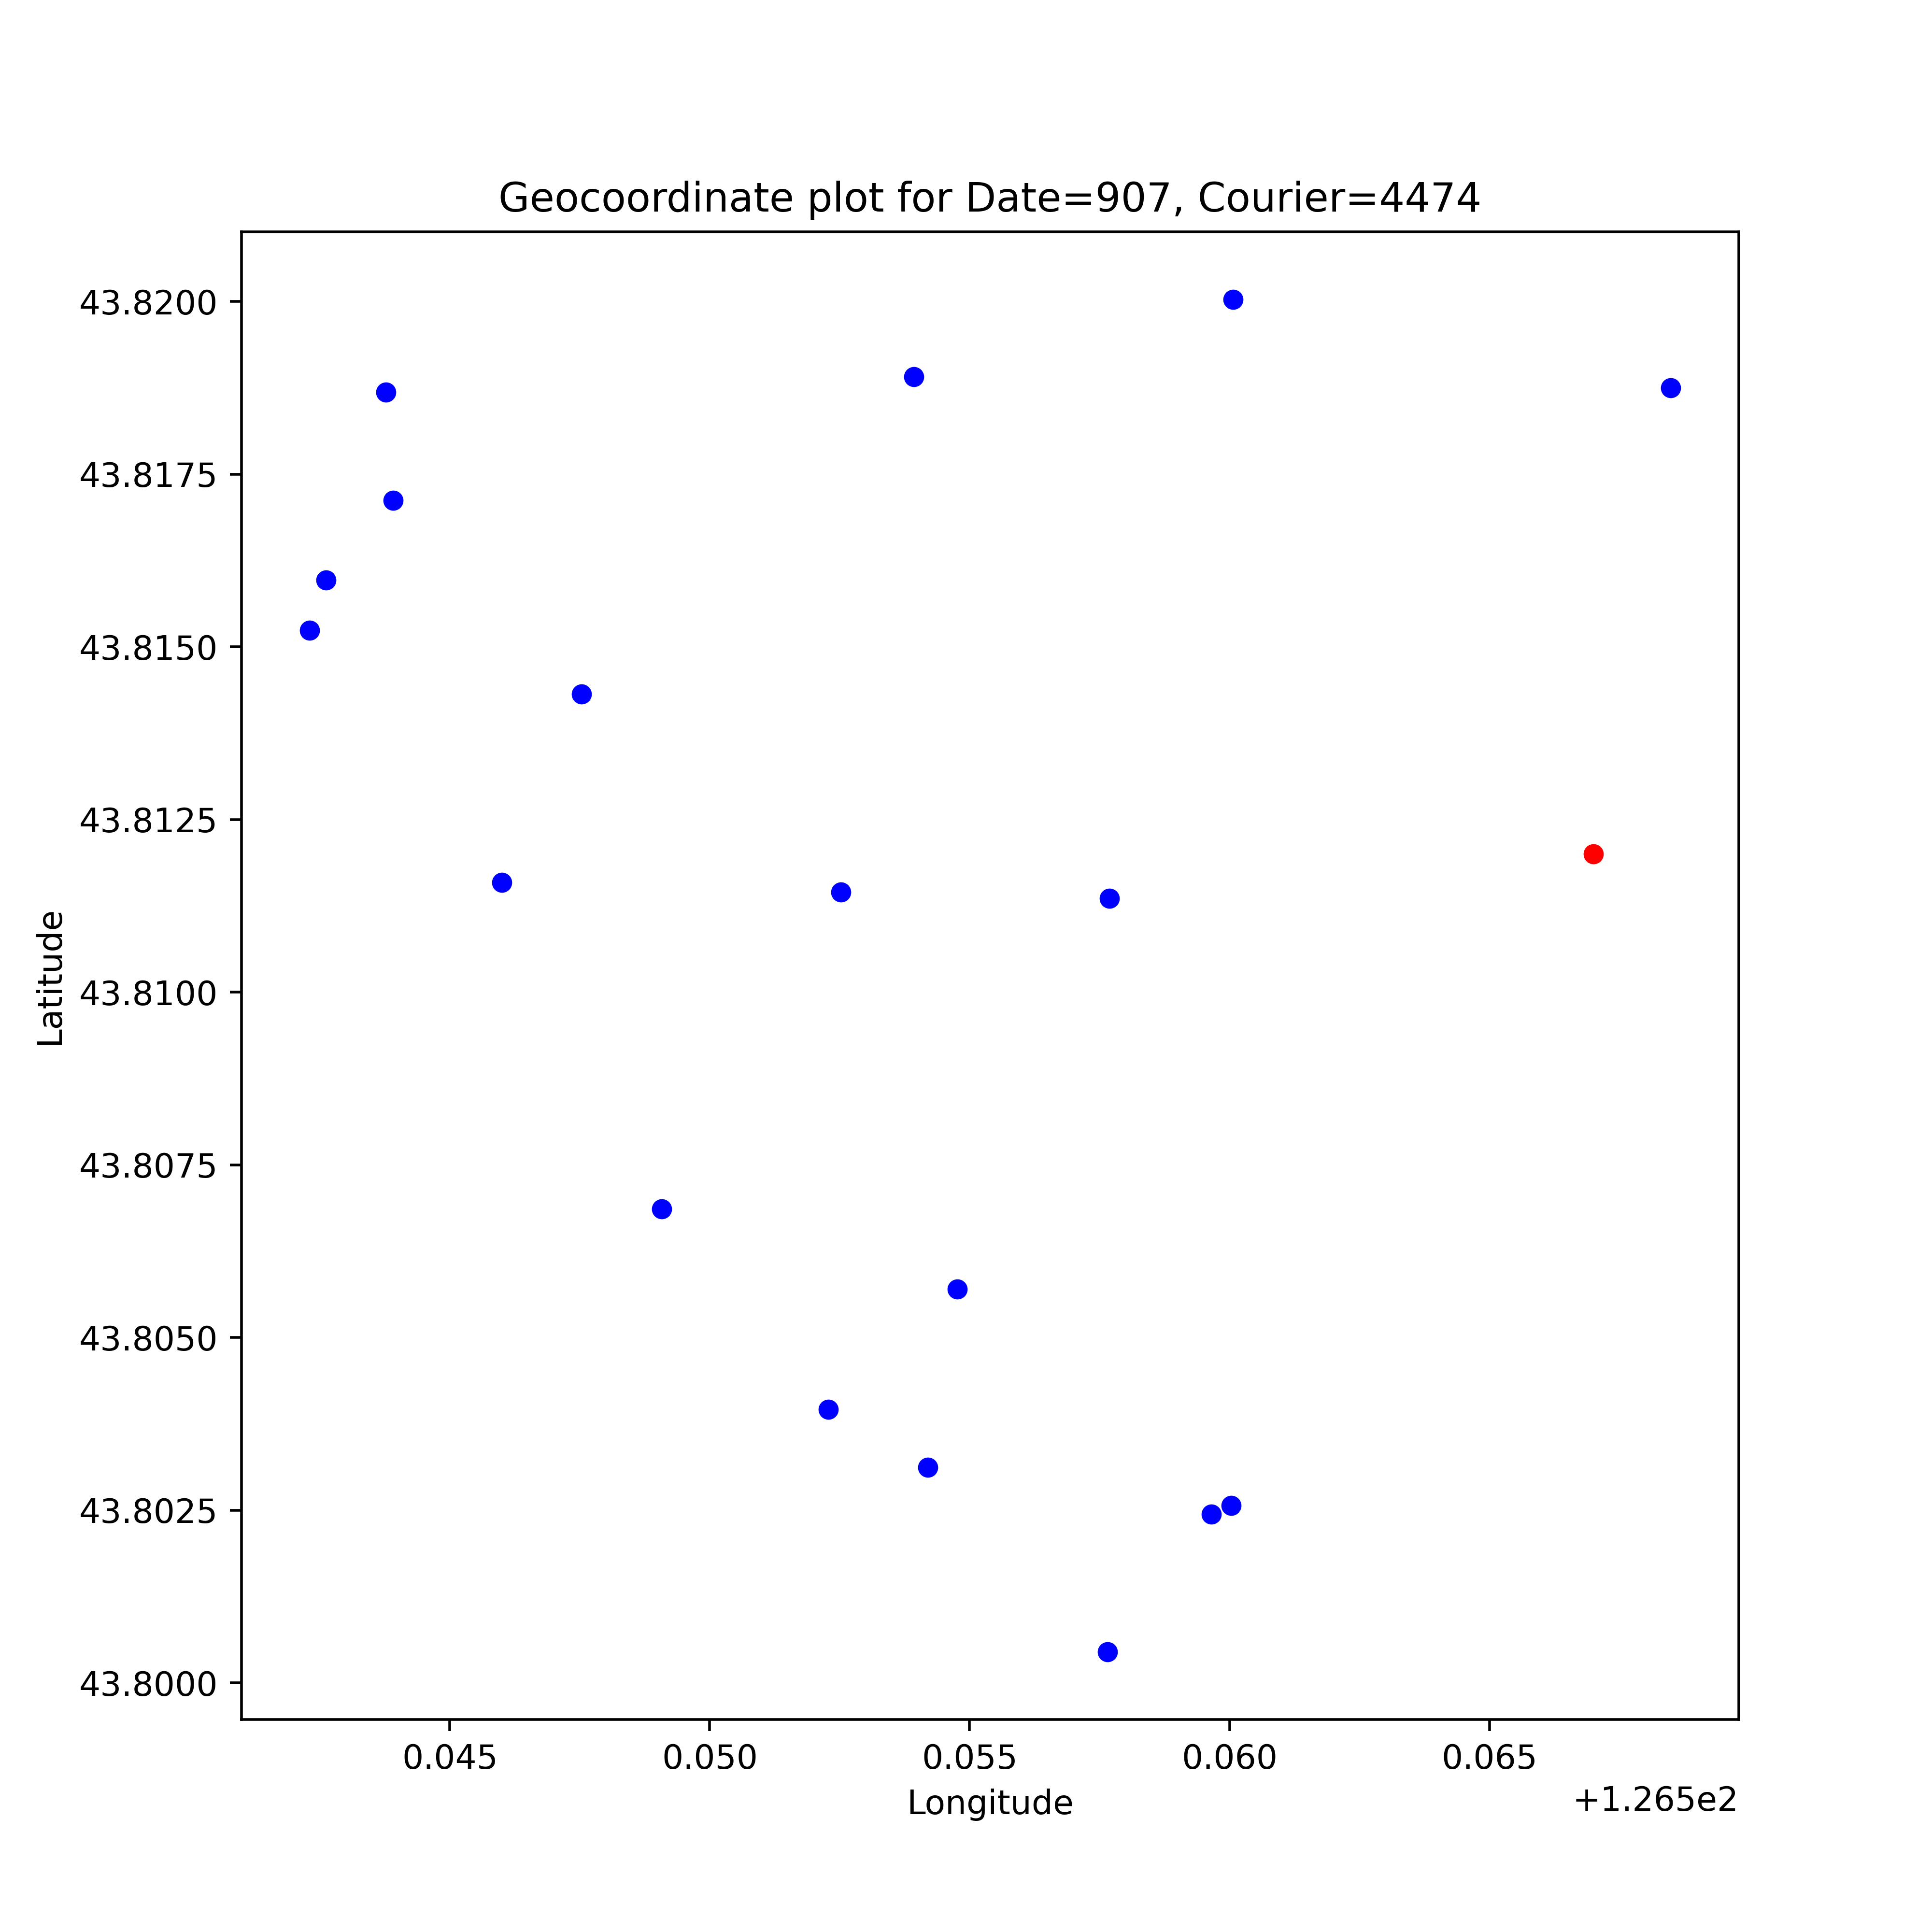 Geocoordinate plot for Date=907, Courier=4474
43.8200
43.8175
43.8150
43.8125
43.8100
43.8075
43.8050
43.8025
43.8000
Latitude
0.045 0.050 0.055 0.060 0.065
Longitude
+1.265e2